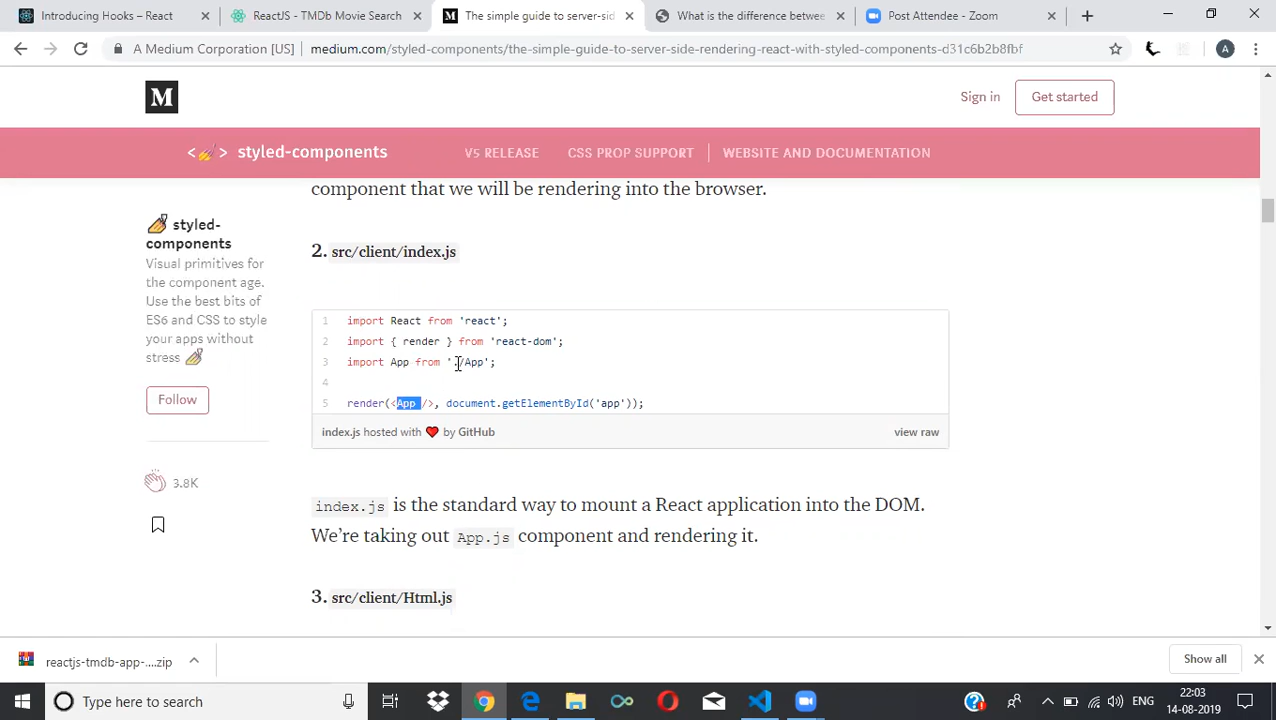 Introducing Hooks – React
ReactJS - TMDb Movie Search
The simple guide to server-sid
What is the difference betwee
Post Attendee - Zoom
A Medium Corporation [US]
medium.com/styled-components/the-simple-guide-to-server-side-rendering-react-with-styled-components-d31c6b2b8fbf
A
M
Sign in
Get started
< > styled-components
V5 RELEASE
CSS PROP SUPPORT
WEBSITE AND DOCUMENTATION
component that we will be rendering into the browser.
styled-
components
Visual primitives for
the component age.
Use the best bits of
ES6 and CSS to style
your apps without
stress
Follow
3.8K
2. src/client/index.js
1 import React from 'react';
2 import { render } from 'react-dom';
3 import App from './App';
4
5 render(<App />, document.getElementById('app'));
index.js hosted with ❤ by GitHub
view raw
index.js is the standard way to mount a React application into the DOM.
We're taking out App.js component and rendering it.
3. src/client/Html.js
reactjs-tmdb-app-....zip
Show all
Type here to search
ENG
22:03
14-08-2019